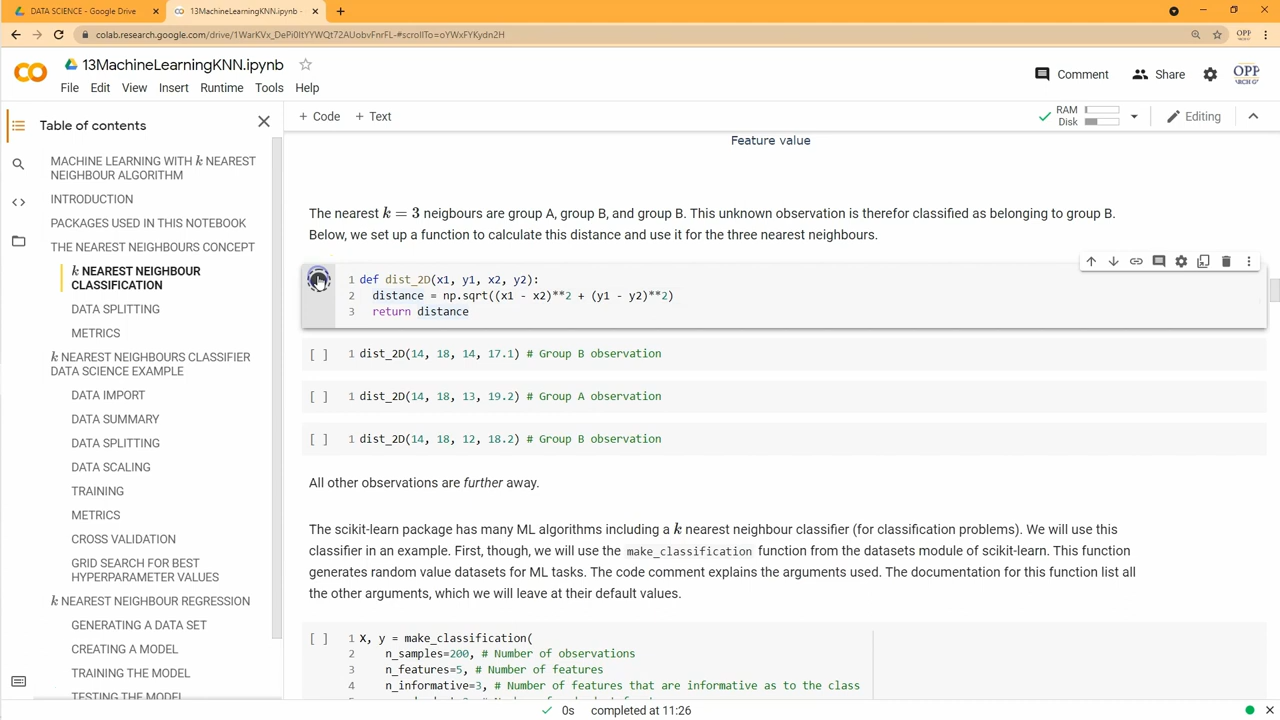 DATA SCIENCE - Google Drive
13MachineLearningKNN.ipynb
colab.research.google.com/drive/1WarKVx_DePi0ItYYWQt72AUobvFnrFL-#scrollTo=oYWxFYKydn2H
13MachineLearningKNN.ipynb
File Edit View Insert Runtime Tools Help
Comment Share
+ Code + Text
RAM
Disk
Editing
Table of contents
MACHINE LEARNING WITH k NEAREST
NEIGHBOUR ALGORITHM
INTRODUCTION
PACKAGES USED IN THIS NOTEBOOK
THE NEAREST NEIGHBOURS CONCEPT
k NEAREST NEIGHBOUR
CLASSIFICATION
DATA SPLITTING
METRICS
k NEAREST NEIGHBOURS CLASSIFIER
DATA SCIENCE EXAMPLE
DATA IMPORT
DATA SUMMARY
DATA SPLITTING
DATA SCALING
TRAINING
METRICS
CROSS VALIDATION
GRID SEARCH FOR BEST
HYPERPARAMETER VALUES
k NEAREST NEIGHBOUR REGRESSION
GENERATING A DATA SET
CREATING A MODEL
TRAINING THE MODEL
TESTING THE MODEL
Feature value
The nearest k = 3 neigbours are group A, group B, and group B. This unknown observation is therefor classified as belonging to group B.
Below, we set up a function to calculate this distance and use it for the three nearest neighbours.
1 def dist_2D(x1, y1, x2, y2):
2 distance = np.sqrt((x1 - x2)**2 + (y1 - y2)**2)
3 return distance
[ ] 1 dist_2D(14, 18, 14, 17.1) # Group B observation
[ ] 1 dist_2D(14, 18, 13, 19.2) # Group A observation
[ ] 1 dist_2D(14, 18, 12, 18.2) # Group B observation
All other observations are further away.
The scikit-learn package has many ML algorithms including a k nearest neighbour classifier (for classification problems). We will use this
classifier in an example. First, though, we will use the make_classification function from the datasets module of scikit-learn. This function
generates random value datasets for ML tasks. The code comment explains the arguments used. The documentation for this function list all
the other arguments, which we will leave at their default values.
[ ] 1 X, y = make_classification(
2 n_samples=200, # Number of observations
3 n_features=5, # Number of features
4 n_informative=3, # Number of features that are informative as to the class
0s completed at 11:26